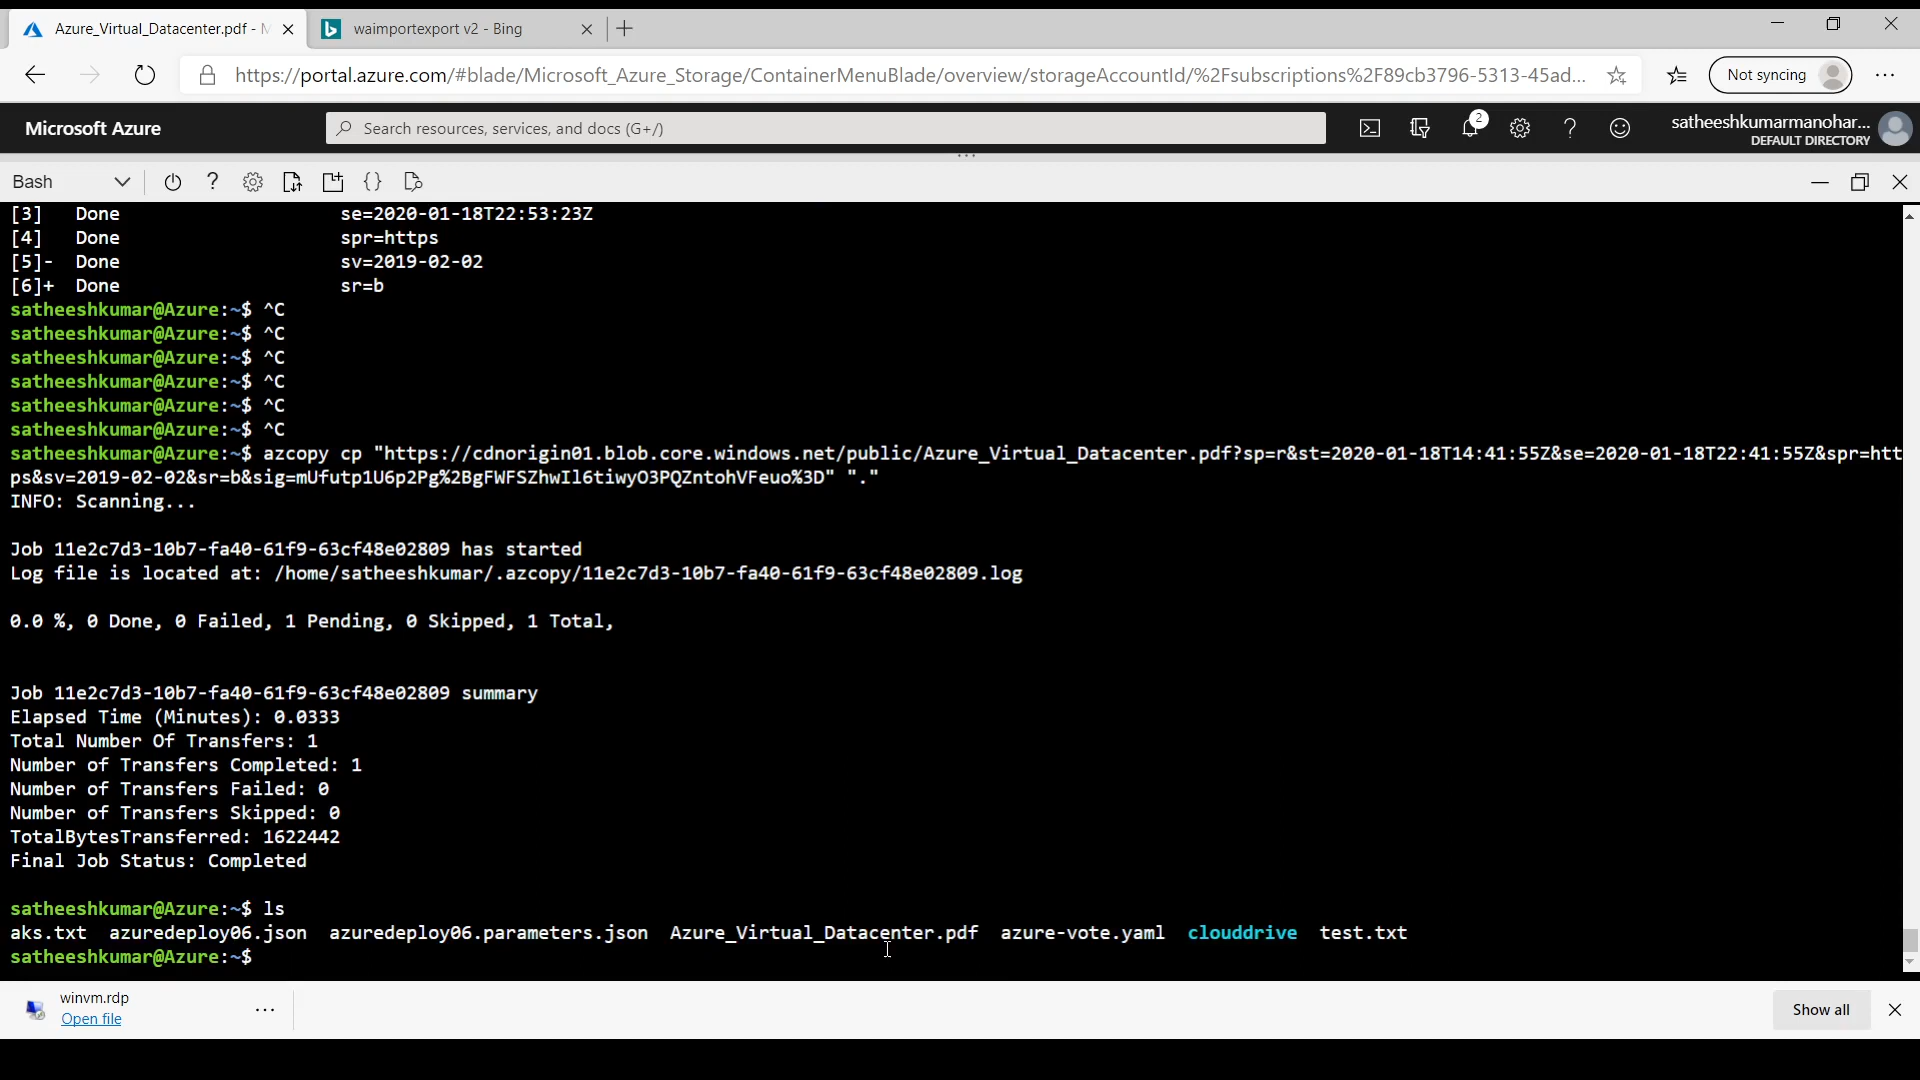 Azure_Virtual_Datacenter.pdf - M
waimportexport v2 - Bing
https://portal.azure.com/#blade/Microsoft_Azure_Storage/ContainerMenuBlade/overview/storageAccountId/%2Fsubscriptions%2F89cb3796-5313-45ad...
Not syncing
Microsoft Azure
Search resources, services, and docs (G+/)
2
satheeshkumarmanohar...
DEFAULT DIRECTORY
Bash
[3]   Done                    se=2020-01-18T22:53:23Z
[4]   Done                    spr=https
[5]-  Done                    sv=2019-02-02
[6]+  Done                    sr=b
satheeshkumar@Azure:~$ ^C
satheeshkumar@Azure:~$ ^C
satheeshkumar@Azure:~$ ^C
satheeshkumar@Azure:~$ ^C
satheeshkumar@Azure:~$ ^C
satheeshkumar@Azure:~$ ^C
satheeshkumar@Azure:~$ azcopy cp "https://cdnorigin01.blob.core.windows.net/public/Azure_Virtual_Datacenter.pdf?sp=r&st=2020-01-18T14:41:55Z&se=2020-01-18T22:41:55Z&spr=htt
ps&sv=2019-02-02&sr=b&sig=mUfutp1U6p2Pg%2BgFWFSZhwIl6tiwyO3PQZntohVFeuo%3D" "."
INFO: Scanning...
Job 11e2c7d3-10b7-fa40-61f9-63cf48e02809 has started
Log file is located at: /home/satheeshkumar/.azcopy/11e2c7d3-10b7-fa40-61f9-63cf48e02809.log
0.0 %, 0 Done, 0 Failed, 1 Pending, 0 Skipped, 1 Total,
Job 11e2c7d3-10b7-fa40-61f9-63cf48e02809 summary
Elapsed Time (Minutes): 0.0333
Total Number Of Transfers: 1
Number of Transfers Completed: 1
Number of Transfers Failed: 0
Number of Transfers Skipped: 0
TotalBytesTransferred: 1622442
Final Job Status: Completed
satheeshkumar@Azure:~$ ls
aks.txt  azuredeploy06.json  azuredeploy06.parameters.json  Azure_Virtual_Datacenter.pdf  azure-vote.yaml  clouddrive  test.txt
satheeshkumar@Azure:~$
winvm.rdp
Open file
Show all